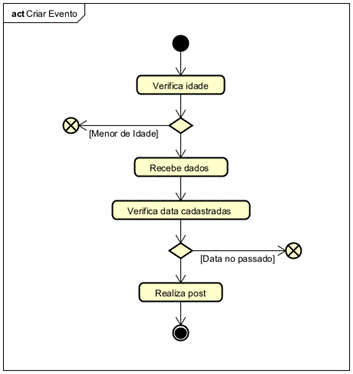 act Criar Evento
Verifica idade
[Menor de Idade]
Recebe dados
Verifica data cadastradas
[Data no passado]
Realiza post